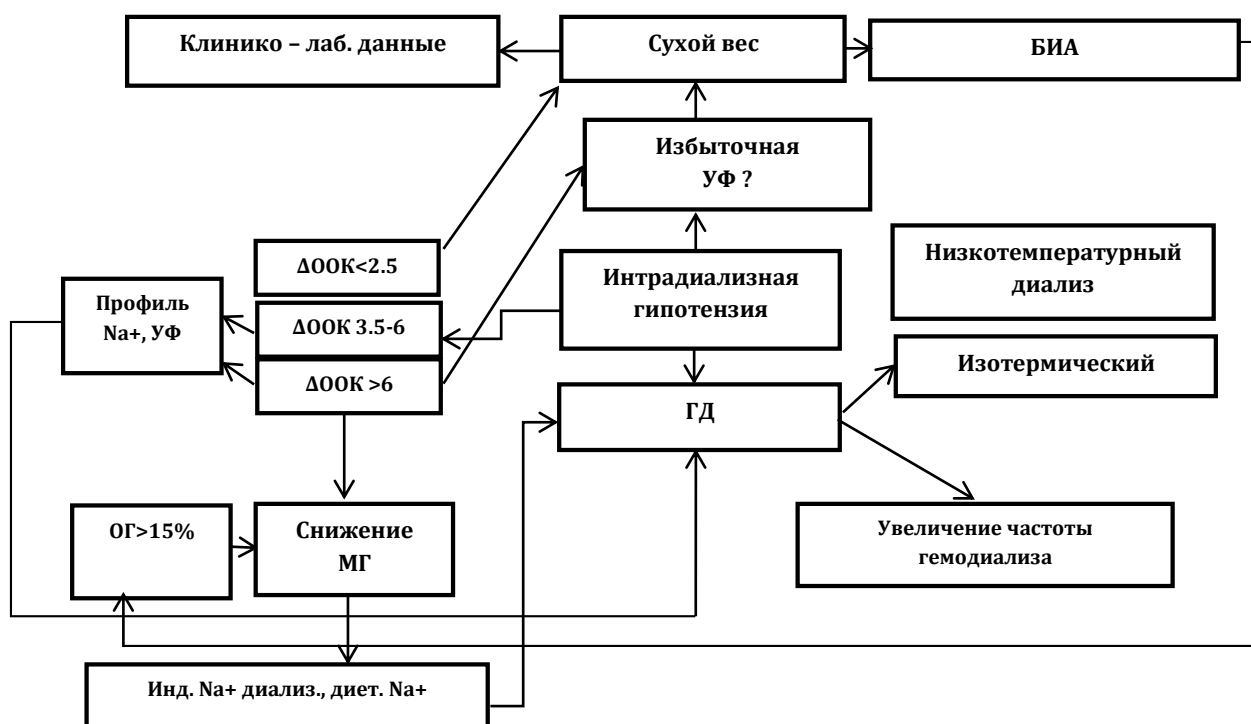 Клинико – лаб. данные
Сухой вес
БИА
Избыточная
УФ ?
ΔООК<2.5
Интрадиализная
гипотензия
Низкотемпературный
диализ
Профиль
Na+, УФ
ΔООК 3.5-6
ΔООК >6
Изотермический
ГД
ОГ>15%
Снижение
МГ
Увеличение частоты
гемодиализа
Инд. Na+ диализ., диет. Na+